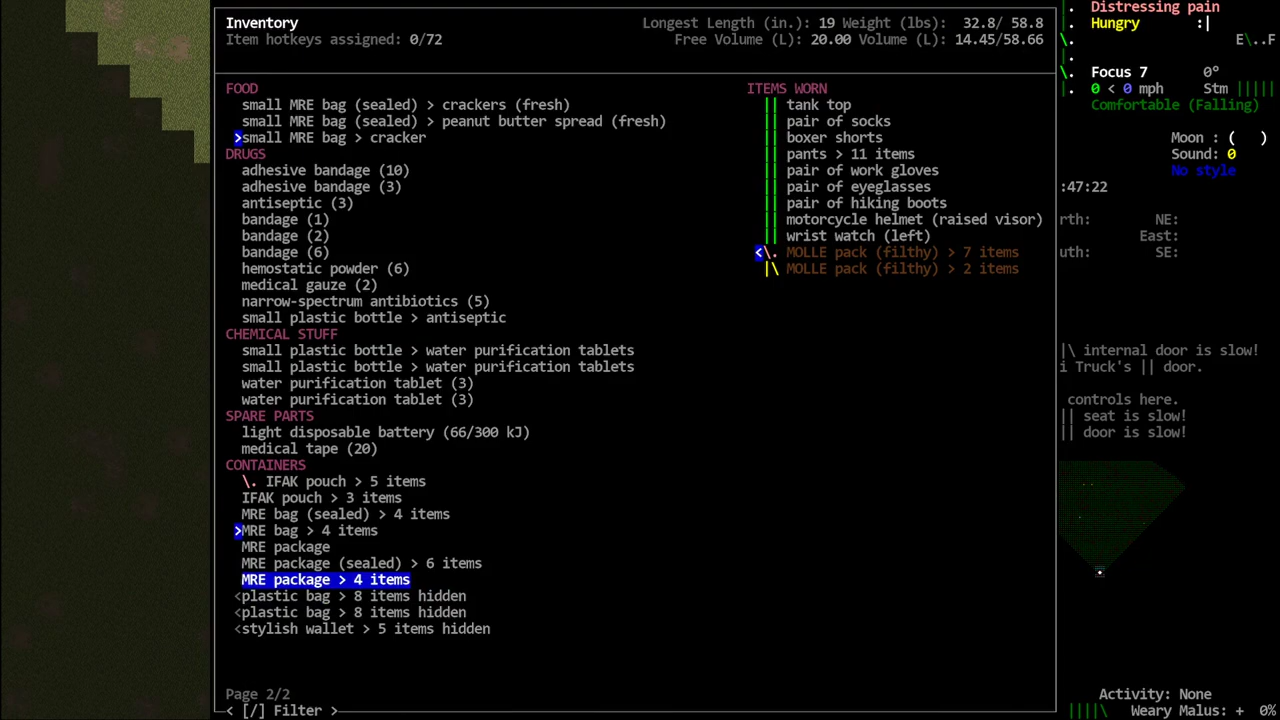 Inventory
Longest Length (in.): 19 Weight (lbs): 32.8/ 58.8
Item hotkeys assigned: 0/72
Free Volume (L): 20.00 Volume (L): 14.45/58.66
FOOD
small MRE bag (sealed) > crackers (fresh)
small MRE bag (sealed) > peanut butter spread (fresh)
>small MRE bag > cracker
DRUGS
adhesive bandage (10)
adhesive bandage (3)
antiseptic (3)
bandage (1)
bandage (2)
bandage (6)
hemostatic powder (6)
medical gauze (2)
narrow-spectrum antibiotics (5)
small plastic bottle > antiseptic
CHEMICAL STUFF
small plastic bottle > water purification tablets
small plastic bottle > water purification tablets
water purification tablet (3)
water purification tablet (3)
SPARE PARTS
light disposable battery (66/300 kJ)
medical tape (20)
CONTAINERS
\. IFAK pouch > 5 items
IFAK pouch > 3 items
MRE bag (sealed) > 4 items
>MRE bag > 4 items
MRE package
MRE package (sealed) > 6 items
MRE package > 4 items
<plastic bag > 8 items hidden
<plastic bag > 8 items hidden
<stylish wallet > 5 items hidden
Page 2/2
< [/] Filter >
ITEMS WORN
|| tank top
|| pair of socks
|| boxer shorts
|| pants > 11 items
|| pair of work gloves
|| pair of eyeglasses
|| pair of hiking boots
|| motorcycle helmet (raised visor)
|| wrist watch (left)
<\. MOLLE pack (filthy) > 7 items
|\ MOLLE pack (filthy) > 2 items
|. Distressing pain
|. Hungry :|
\. E\..F
|.
\. Focus 7 0°
|. 0 < 0 mph Stm |||||
Comfortable (Falling)
Moon : ( )
Sound: 0
No style
:47:22
rth: NE:
East:
uth: SE:
|\ internal door is slow!
i Truck's || door.
controls here.
|| seat is slow!
|| door is slow!
Activity: None
||||\ Weary Malus: + 0%